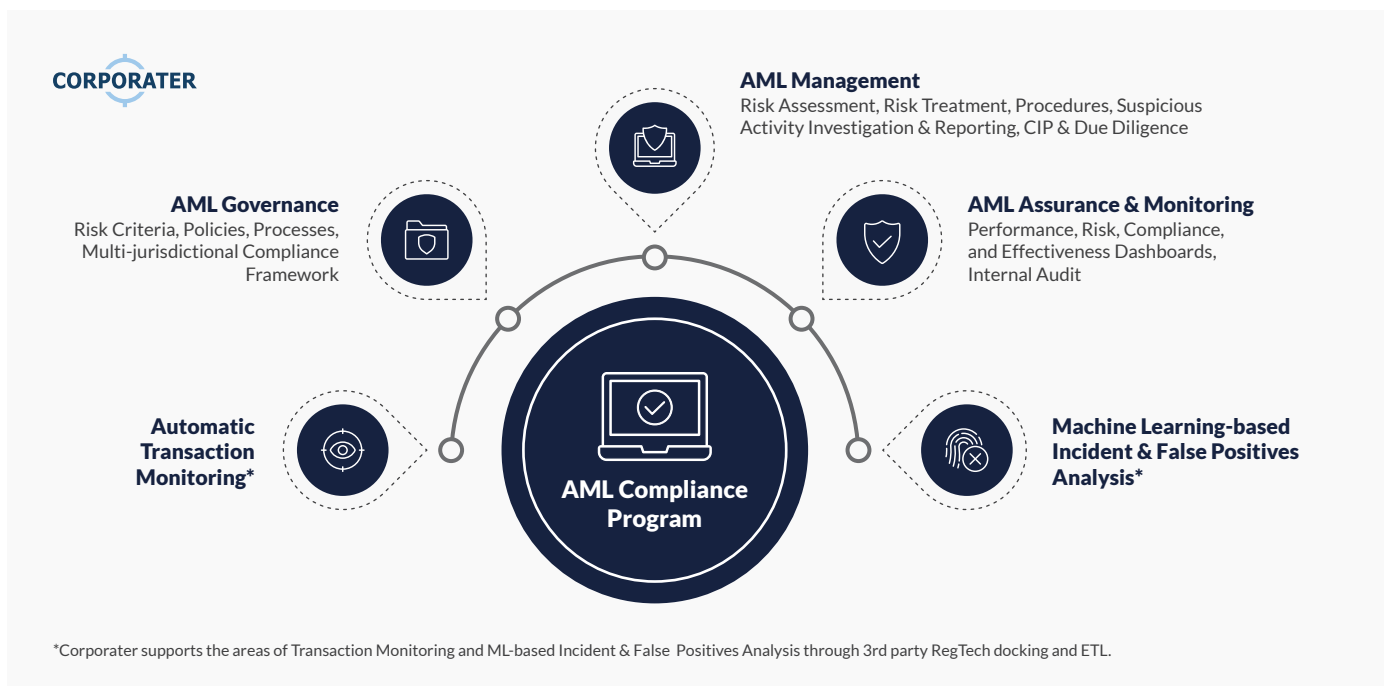 CORPORATER
AML Management
Risk Assessment, Risk Treatment, Procedures, Suspicious
Activity Investigation & Reporting, CIP & Due Diligence
AML Governance
Risk Criteria, Policies, Processes,
Multi-jurisdictional Compliance
Framework
AML Assurance & Monitoring
Performance, Risk, Compliance,
and Effectiveness Dashboards,
Internal Audit
Automatic
Transaction
Monitoring*
Machine Learning-based
Incident & False Positives
Analysis*
AML Compliance
Program
*Corporater supports the areas of Transaction Monitoring and ML-based Incident & False Positives Analysis through 3rd party RegTech docking and ETL.